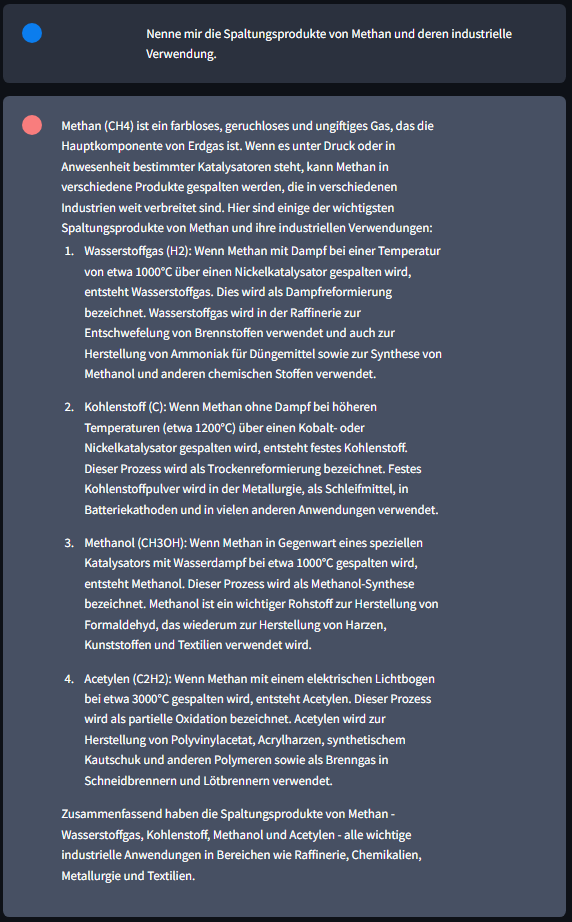 Nenne mir die Spaltungsprodukte von Methan und deren industrielle
Verwendung.
Methan (CH4) ist ein farbloses, geruchloses und ungiftiges Gas, das die
Hauptkomponente von Erdgas ist. Wenn es unter Druck oder in
Anwesenheit bestimmter Katalysatoren steht, kann Methan in
verschiedene Produkte gespalten werden, die in verschiedenen
Industrien weit verbreitet sind. Hier sind einige der wichtigsten
Spaltungsprodukte von Methan und ihre industriellen Verwendungen:
1. Wasserstoffgas (H2): Wenn Methan mit Dampf bei einer Temperatur
von etwa 1000°C über einen Nickelkatalysator gespalten wird,
entsteht Wasserstoffgas. Dies wird als Dampfreformierung
bezeichnet. Wasserstoffgas wird in der Raffinerie zur
Entschwefelung von Brennstoffen verwendet und auch zur
Herstellung von Ammoniak für Düngemittel sowie zur Synthese von
Methanol und anderen chemischen Stoffen verwendet.
2. Kohlenstoff (C): Wenn Methan ohne Dampf bei höheren
Temperaturen (etwa 1200°C) über einen Kobalt- oder
Nickelkatalysator gespalten wird, entsteht festes Kohlenstoff.
Dieser Prozess wird als Trockenreformierung bezeichnet. Festes
Kohlenstoffpulver wird in der Metallurgie, als Schleifmittel, in
Batteriekathoden und in vielen anderen Anwendungen verwendet.
3. Methanol (CH3OH): Wenn Methan in Gegenwart eines speziellen
Katalysators mit Wasserdampf bei etwa 1000°C gespalten wird,
entsteht Methanol. Dieser Prozess wird als Methanol-Synthese
bezeichnet. Methanol ist ein wichtiger Rohstoff zur Herstellung von
Formaldehyd, das wiederum zur Herstellung von Harzen,
Kunststoffen und Textilien verwendet wird.
4. Acetylen (C2H2): Wenn Methan mit einem elektrischen Lichtbogen
bei etwa 3000°C gespalten wird, entsteht Acetylen. Dieser Prozess
wird als partielle Oxidation bezeichnet. Acetylen wird zur
Herstellung von Polyvinylacetat, Acrylharzen, synthetischem
Kautschuk und anderen Polymeren sowie als Brenngas in
Schneidbrennern und Lötbrennern verwendet.
Zusammenfassend haben die Spaltungsprodukte von Methan -
Wasserstoffgas, Kohlenstoff, Methanol und Acetylen - alle wichtige
industrielle Anwendungen in Bereichen wie Raffinerie, Chemikalien,
Metallurgie und Textilien.